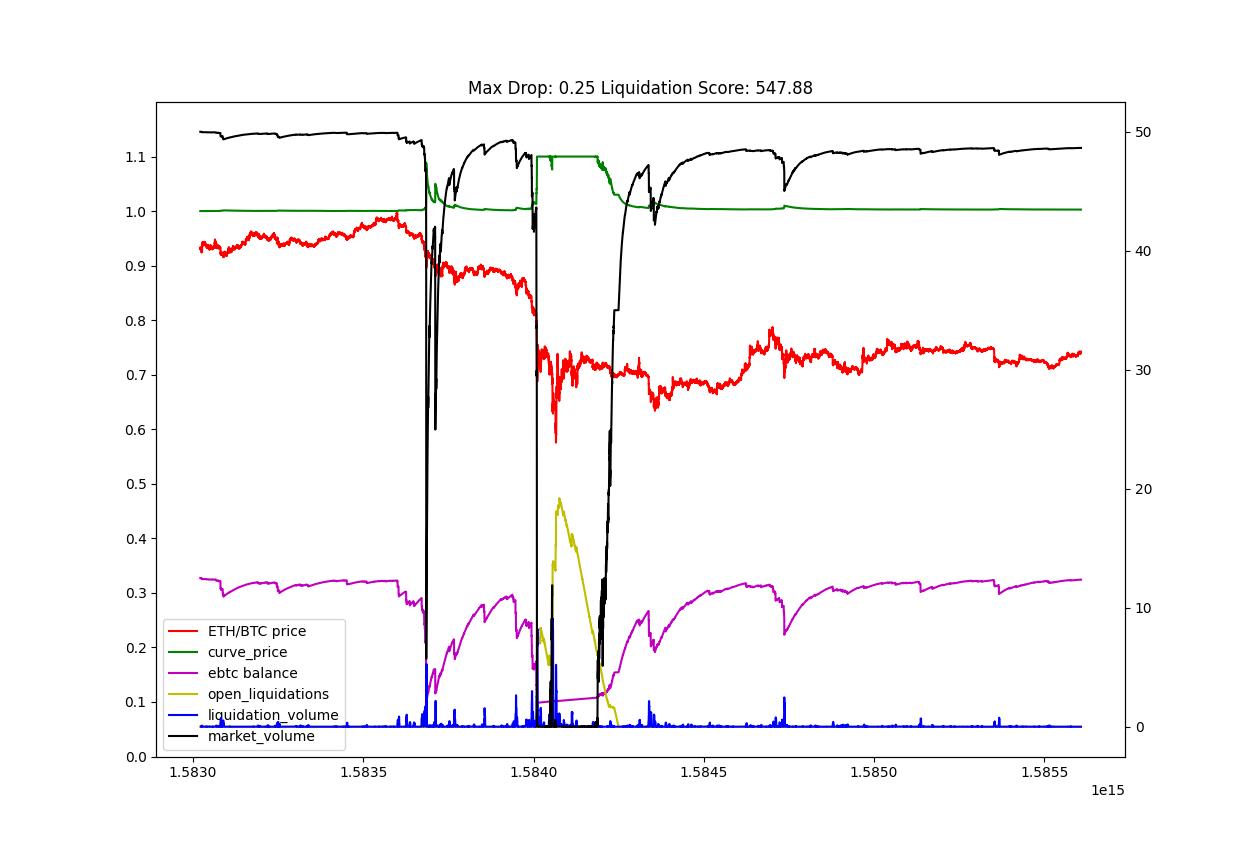 Max Drop: 0.25 Liquidation Score: 547.88
1.1
1.0
0.9
0.8
0.7
0.6
0.5
0.4
0.3
0.2
0.1
0.0
50
40
30
20
10
0
ETH/BTC price
curve_price
ebtc balance
open_liquidations
liquidation_volume
market_volume
1.5830 1.5835 1.5840 1.5845 1.5850 1.5855
1e15